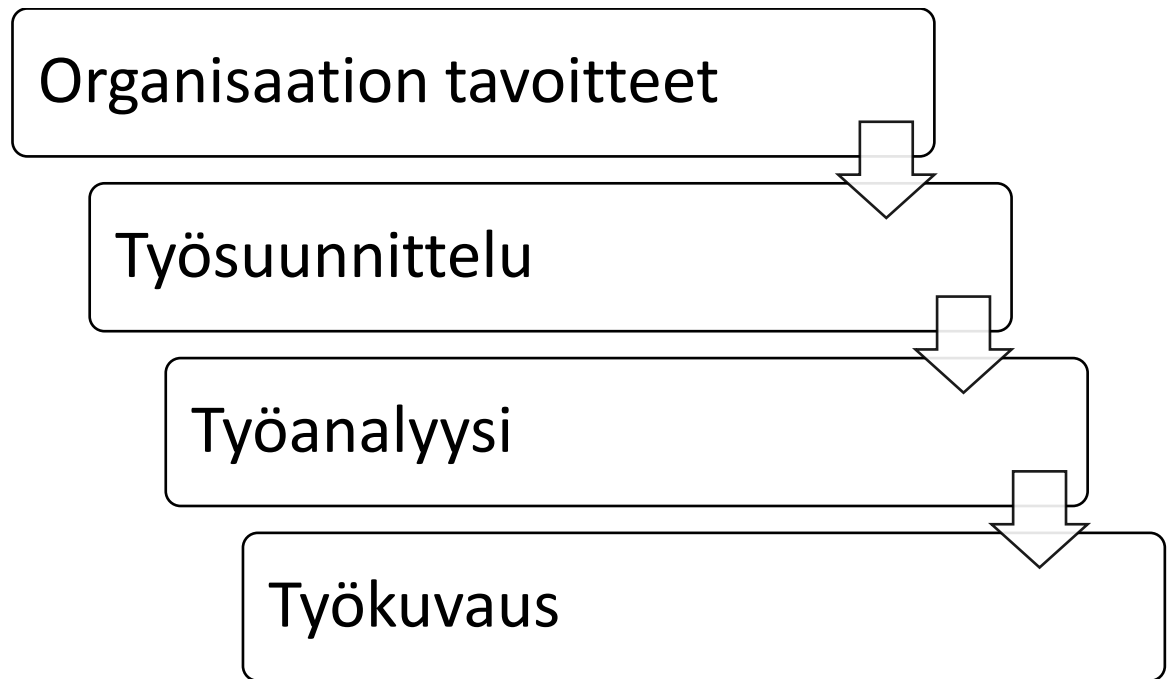 Organisaation tavoitteet
Työsuunnittelu
Työanalyysi
Työkuvaus